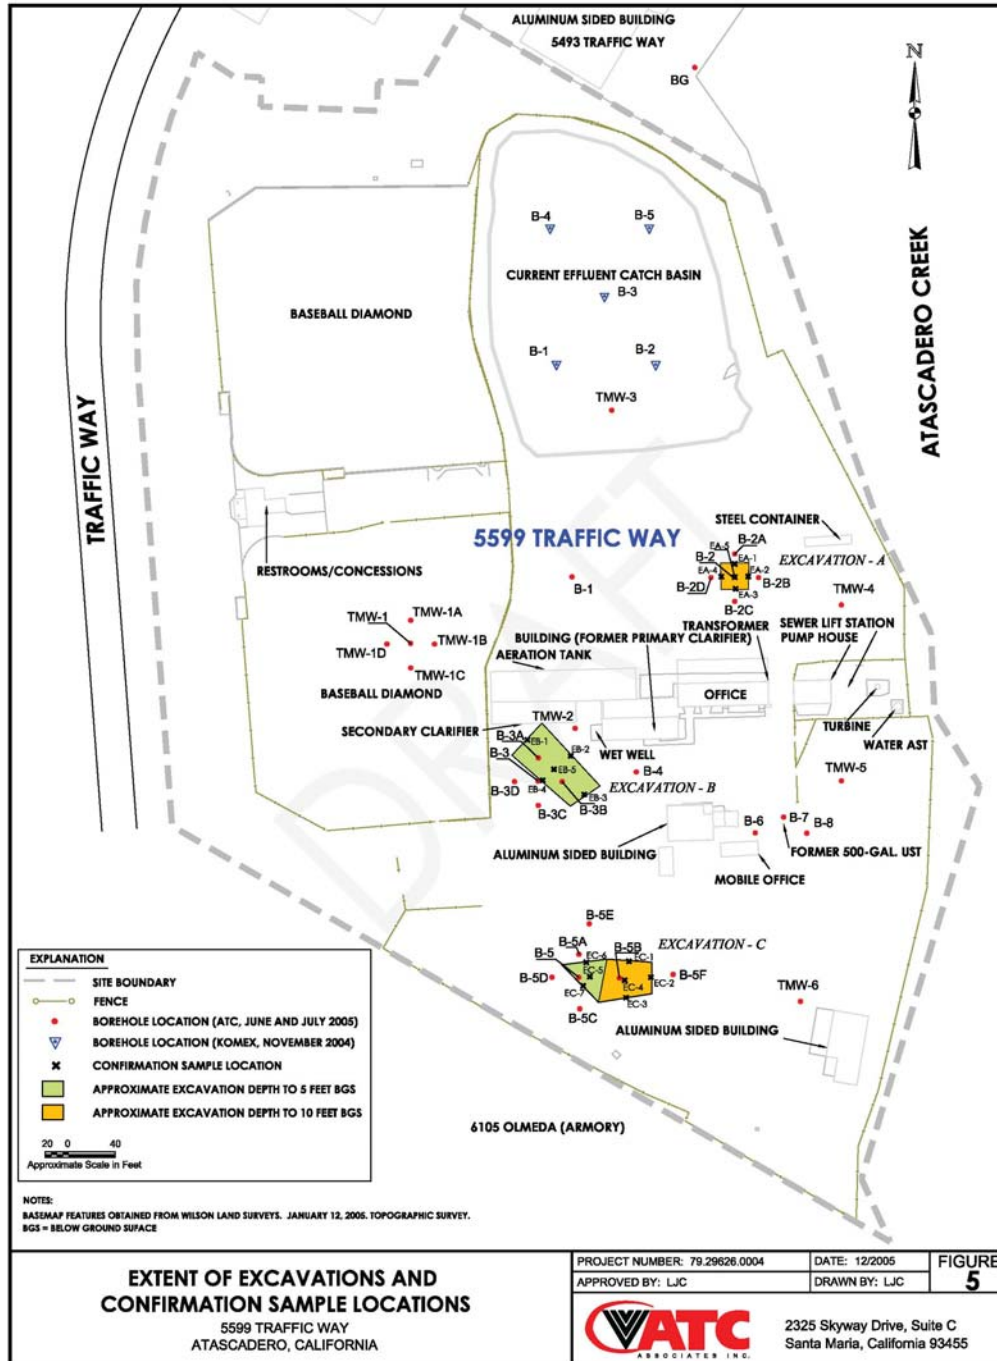 ALUMINUM SIDED BUILDING
5493 TRAFFIC WAY
BG
N
B-4
B-5
CURRENT EFFLUENT CATCH BASIN
B-3
BASEBALL DIAMOND
B-1
B-2
TMW-3
TRAFFIC WAY
ATASCADERO CREEK
5599 TRAFFIC WAY
STEEL CONTAINER
EA-5
B-2A
B-2
EA-1
EXCAVATION - A
EA-4
EA-2
B-2D
B-2B
EA-3
B-2C
TMW-4
RESTROOMS/CONCESSIONS
B-1
TMW-1
TMW-1A
TMW-1B
TMW-1D
TMW-1C
BASEBALL DIAMOND
TRANSFORMER
SEWER LIFT STATION
PUMP HOUSE
BUILDING (FORMER PRIMARY CLARIFIER)
AERATION TANK
OFFICE
SECONDARY CLARIFIER
TMW-2
TURBINE
WATER AST
WET WELL
B-3A
EB-1
EB-2
B-3
EB-5
B-4
TMW-5
B-3D
EB-4
EB-3
EXCAVATION - B
B-3C
B-3B
B-6
B-7
B-8
ALUMINUM SIDED BUILDING
FORMER 500-GAL. UST
MOBILE OFFICE
B-5E
B-5A
B-5B
EXCAVATION - C
B-5
EC-6
EC-1
B-5D
EC-5
EC-4
EC-2
B-5F
EC-7
EC-3
B-5C
TMW-6
ALUMINUM SIDED BUILDING
6105 OLMEDA (ARMORY)
DRAFT
EXPLANATION
SITE BOUNDARY
FENCE
BOREHOLE LOCATION (ATC, JUNE AND JULY 2005)
BOREHOLE LOCATION (KOMEX, NOVEMBER 2004)
CONFIRMATION SAMPLE LOCATION
APPROXIMATE EXCAVATION DEPTH TO 5 FEET BGS
APPROXIMATE EXCAVATION DEPTH TO 10 FEET BGS
20 0 40
Approximate Scale in Feet
NOTES:
BASEMAP FEATURES OBTAINED FROM WILSON LAND SURVEYS. JANUARY 12, 2005. TOPOGRAPHIC SURVEY.
BGS = BELOW GROUND SUFACE
EXTENT OF EXCAVATIONS AND
CONFIRMATION SAMPLE LOCATIONS
5599 TRAFFIC WAY
ATASCADERO, CALIFORNIA
PROJECT NUMBER: 79.29626.0004
DATE: 12/2005
FIGURE
5
APPROVED BY: LJC
DRAWN BY: LJC
ATC
ASSOCIATES INC.
2325 Skyway Drive, Suite C
Santa Maria, California 93455